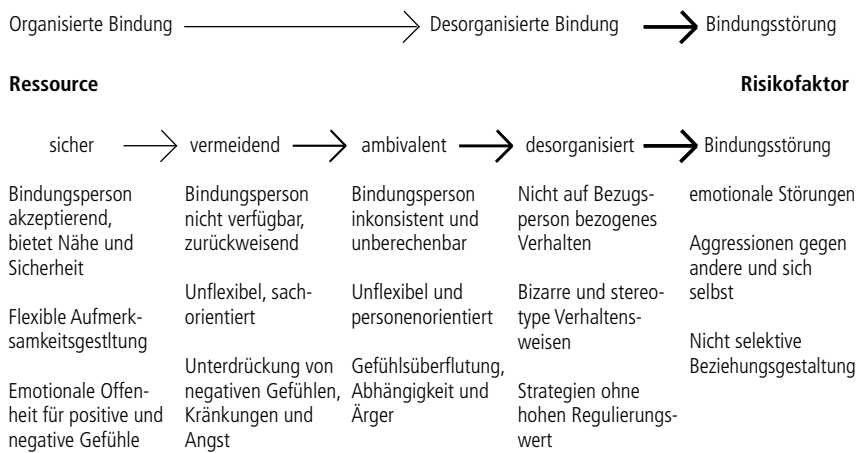 Organisierte Bindung Desorganisierte Bindung Bindungsstörung
Ressource Risikofaktor
sicher vermeidend ambivalent desorganisiert Bindungsstörung
Bindungsperson
akzeptierend,
bietet Nähe und
Sicherheit
Flexible Aufmerk-
samkeitsgestltung
Emotionale Offen-
heit für positive und
negative Gefühle
Bindungsperson
nicht verfügbar,
zurückweisend
Unflexibel, sach-
orientiert
Unterdrückung von
negativen Gefühlen,
Kränkungen und
Angst
Bindungsperson
inkonsistent und
unberechenbar
Unflexibel und
personenorientiert
Gefühlsüberflutung,
Abhängigkeit und
Ärger
Nicht auf Bezugs-
person bezogenes
Verhalten
Bizarre und stereo-
type Verhaltens-
weisen
Strategien ohne
hohen Regulierungs-
wert
emotionale Störungen
Aggressionen gegen
andere und sich
selbst
Nicht selektive
Beziehungsgestaltung